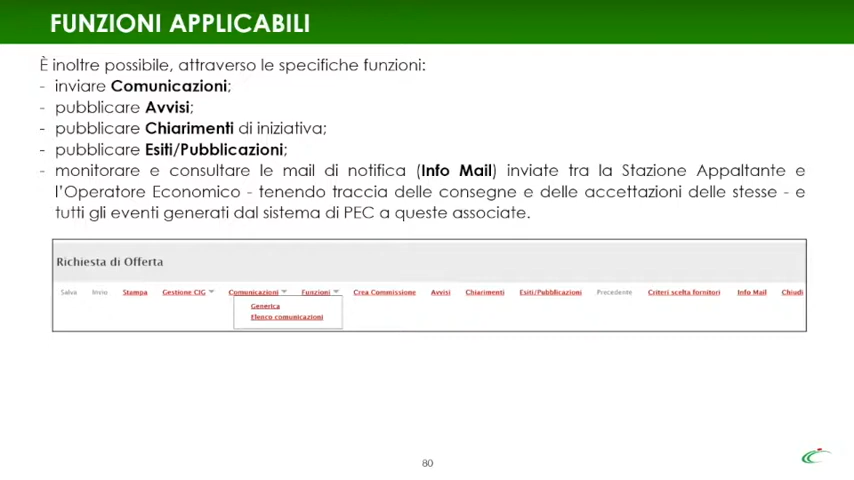 FUNZIONI APPLICABILI
È inoltre possibile, attraverso le specifiche funzioni:
- inviare Comunicazioni;
- pubblicare Avvisi;
- pubblicare Chiarimenti di iniziativa;
- pubblicare Esiti/Pubblicazioni;
- monitorare e consultare le mail di notifica (Info Mail) inviate tra la Stazione Appaltante e
l'Operatore Economico - tenendo traccia delle consegne e delle accettazioni delle stesse - e
tutti gli eventi generati dal sistema di PEC a queste associate.
Richiesta di Offerta
Salva Invio Stampa Gestione CIG Comunicazioni Funzioni Crea Commissione Avvisi Chiarimenti Esiti/Pubblicazioni Precedente Criteri scelta fornitori Info Mail Chiudi
Generica
Elenco comunicazioni
80